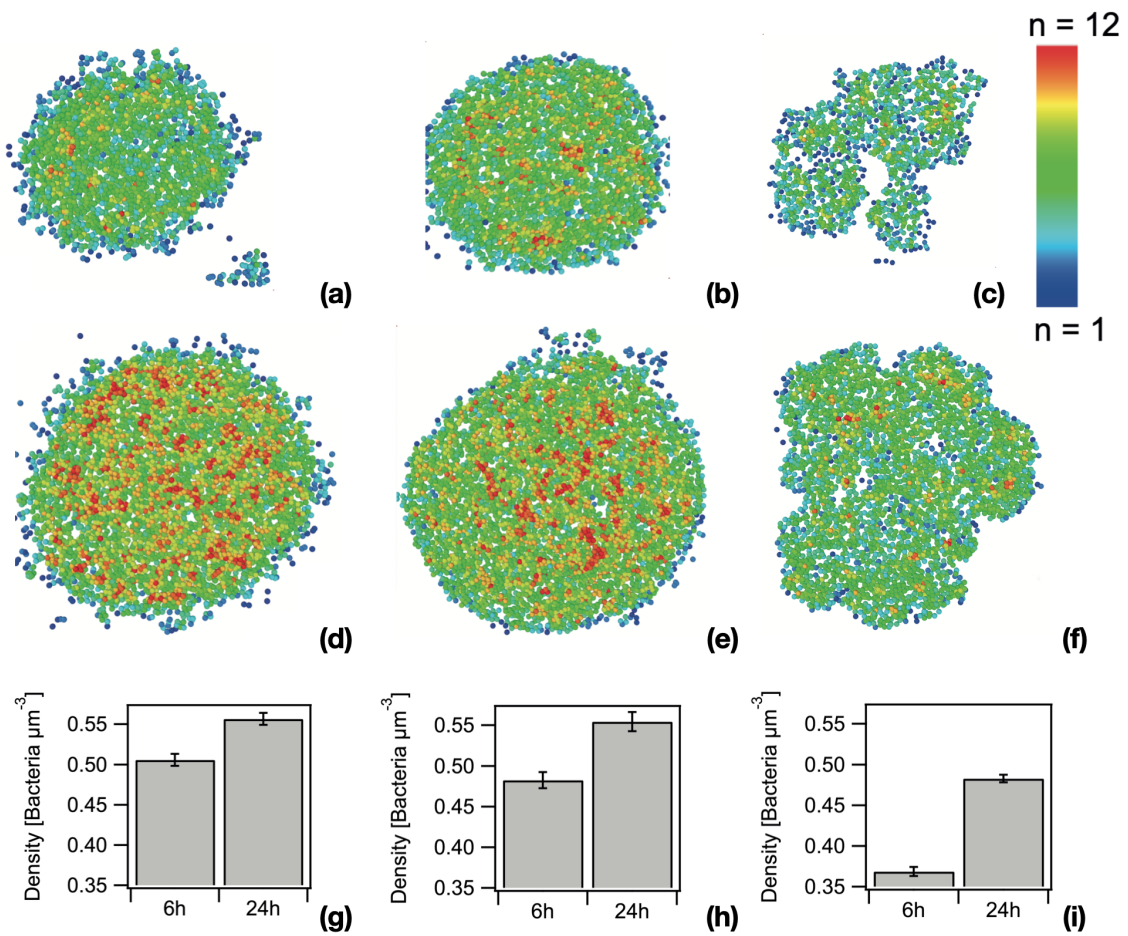 n = 12
(a)
(b)
(c)
n = 1
(d)
(e)
(f)
Density [Bacteria µm⁻³]
0.55
0.50
0.45
0.40
0.35
6h
24h
(g)
Density [Bacteria µm⁻³]
0.55
0.50
0.45
0.40
0.35
6h
24h
(h)
Density [Bacteria µm⁻³]
0.55
0.50
0.45
0.40
0.35
6h
24h
(i)